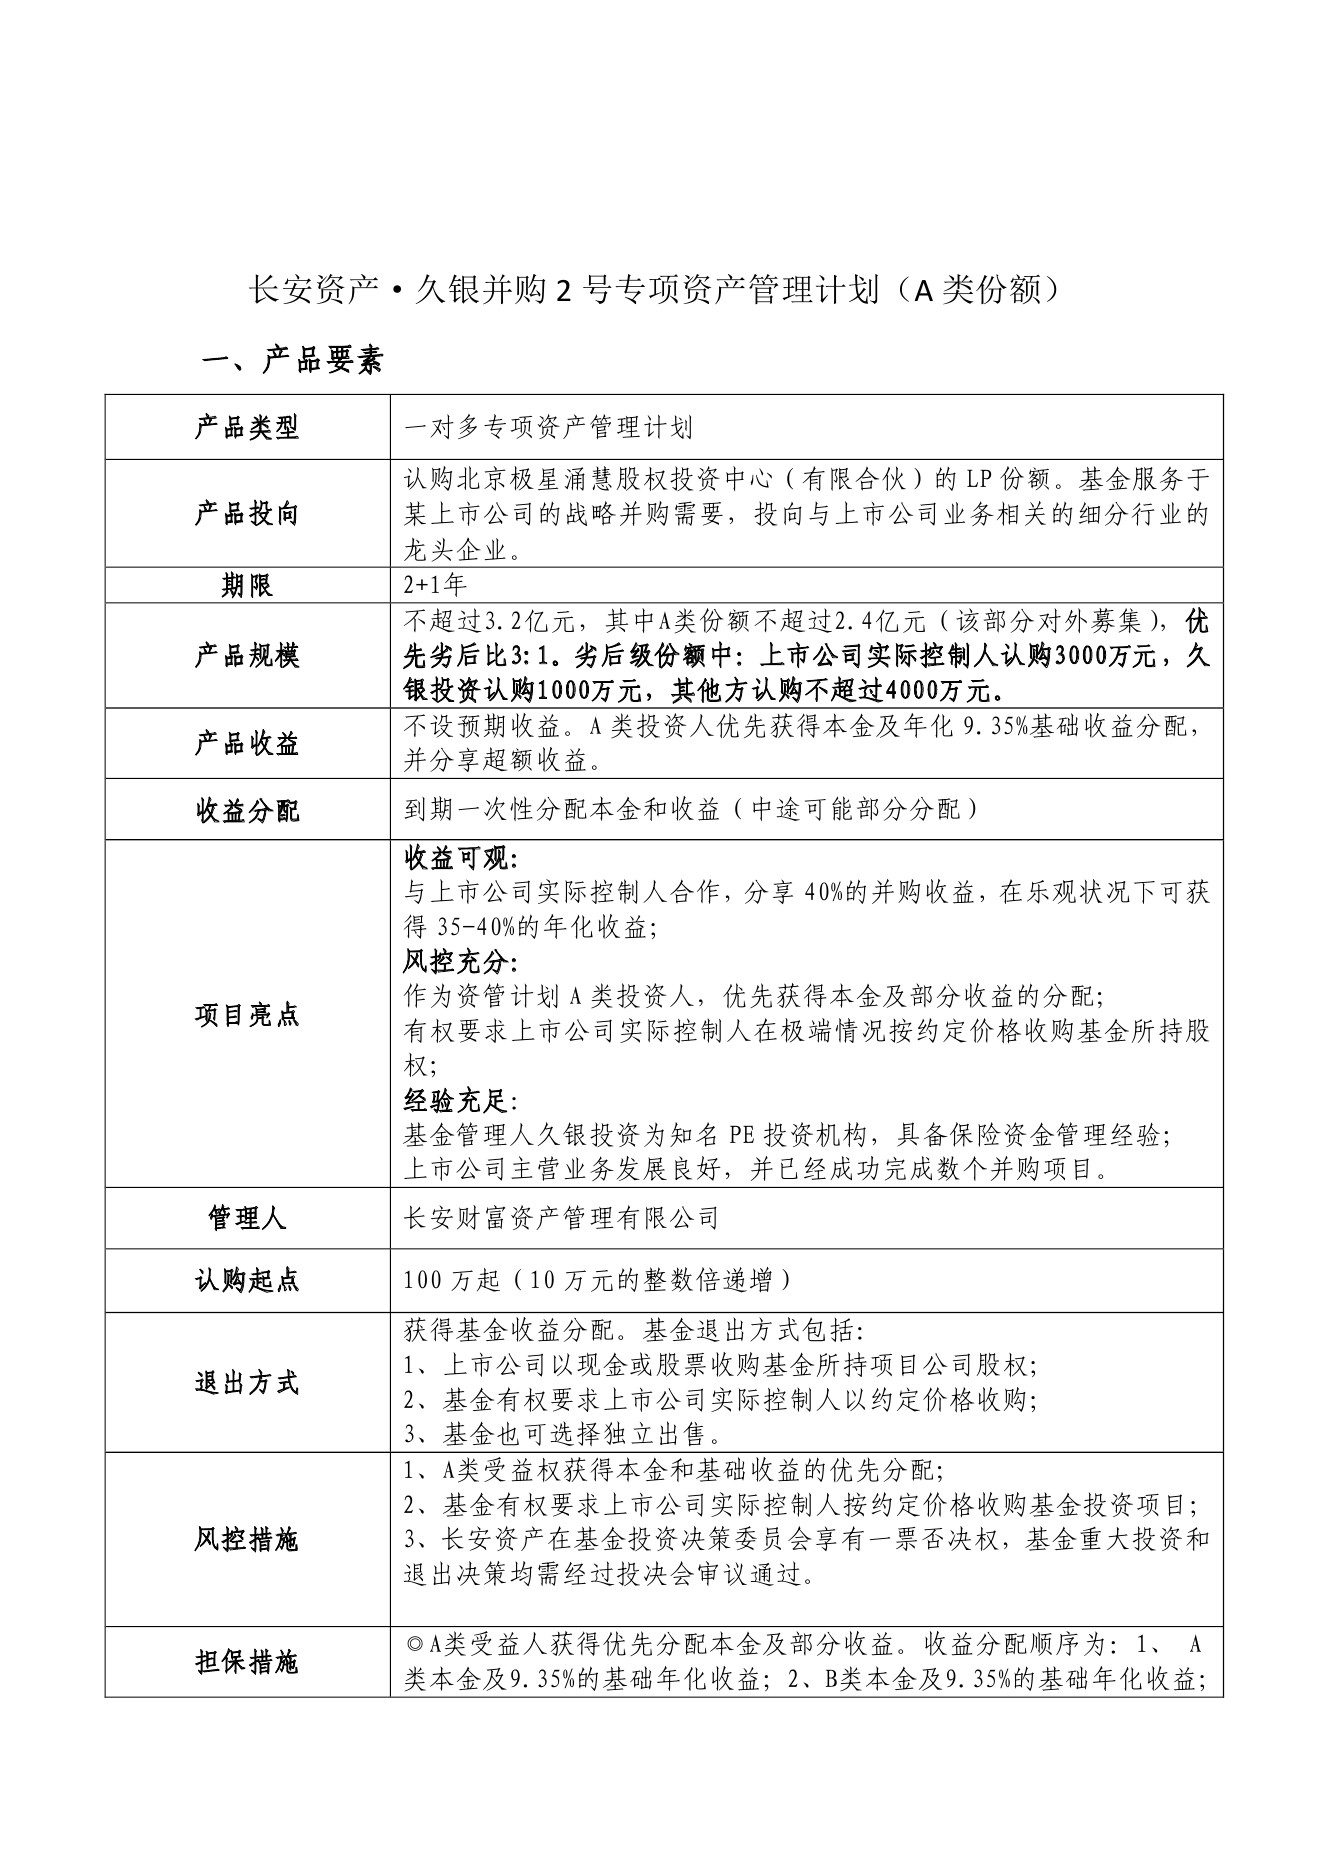 长安资产·久银并购2号专项资产管理计划（A类份额）
一、产品要素
产品类型
一对多专项资产管理计划
产品投向
认购北京极星涌慧股权投资中心（有限合伙）的 LP 份额。基金服务于
某上市公司的战略并购需要，投向与上市公司业务相关的细分行业的
龙头企业。
期限
2+1年
产品规模
不超过3.2亿元，其中A类份额不超过2.4亿元（该部分对外募集），优
先劣后比3:1。劣后级份额中：上市公司实际控制人认购3000万元，久
银投资认购1000万元，其他方认购不超过4000万元。
产品收益
不设预期收益。A 类投资人优先获得本金及年化 9.35%基础收益分配，
并分享超额收益。
收益分配
到期一次性分配本金和收益（中途可能部分分配）
项目亮点
收益可观：
与上市公司实际控制人合作，分享 40%的并购收益，在乐观状况下可获
得 35-40%的年化收益；
风控充分：
作为资管计划 A 类投资人，优先获得本金及部分收益的分配；
有权要求上市公司实际控制人在极端情况按约定价格收购基金所持股
权；
经验充足：
基金管理人久银投资为知名 PE 投资机构，具备保险资金管理经验；
上市公司主营业务发展良好，并已经成功完成数个并购项目。
管理人
长安财富资产管理有限公司
认购起点
100 万起（10 万元的整数倍递增）
退出方式
获得基金收益分配。基金退出方式包括：
1、上市公司以现金或股票收购基金所持项目公司股权；
2、基金有权要求上市公司实际控制人以约定价格收购；
3、基金也可选择独立出售。
风控措施
1、A类受益权获得本金和基础收益的优先分配；
2、基金有权要求上市公司实际控制人按约定价格收购基金投资项目；
3、长安资产在基金投资决策委员会享有一票否决权，基金重大投资和
退出决策均需经过投决会审议通过。
担保措施
◎A类受益人获得优先分配本金及部分收益。收益分配顺序为：1、 A
类本金及9.35%的基础年化收益；2、B类本金及9.35%的基础年化收益；